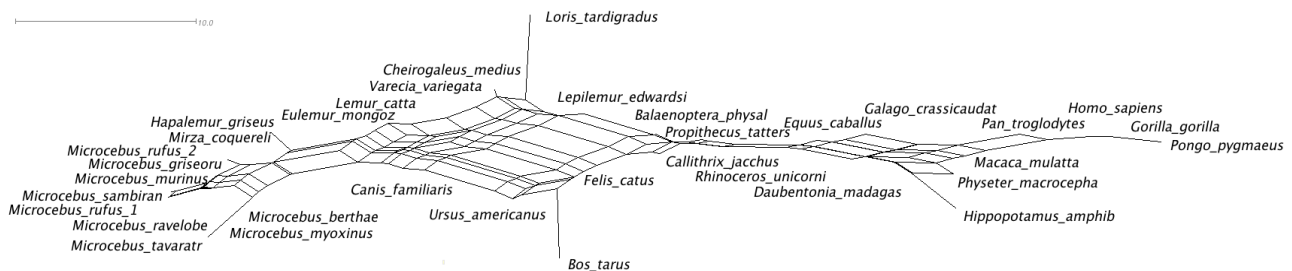 10.0
Loris_tardigradus
Cheirogaleus_medius
Varecia_variegata
Lemur_catta
Lepilemur_edwardsi
Eulemur_mongoz
Balaenoptera_physal
Galago_crassicaudat
Homo_sapiens
Hapalemur_griseus
Propithecus_tatters
Equus_caballus
Pan_troglodytes
Gorilla_gorilla
Mirza_coquereli
Pongo_pygmaeus
Microcebus_rufus_2
Microcebus_griseoru
Callithrix_jacchus
Macaca_mulatta
Microcebus_murinus
Rhinoceros_unicorni
Felis_catus
Physeter_macrocepha
Microcebus_sambiran
Canis_familiaris
Daubentonia_madagas
Microcebus_rufus_1
Ursus_americanus
Hippopotamus_amphib
Microcebus_ravelobe
Microcebus_berthae
Microcebus_myoxinus
Microcebus_tavaratr
Bos_tarus